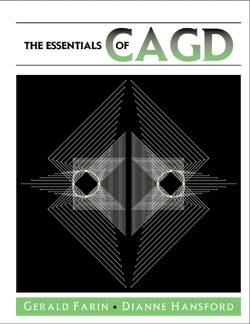 THE ESSENTIALS OF CAGD
GERALD FARIN • DIANNE HANSFORD